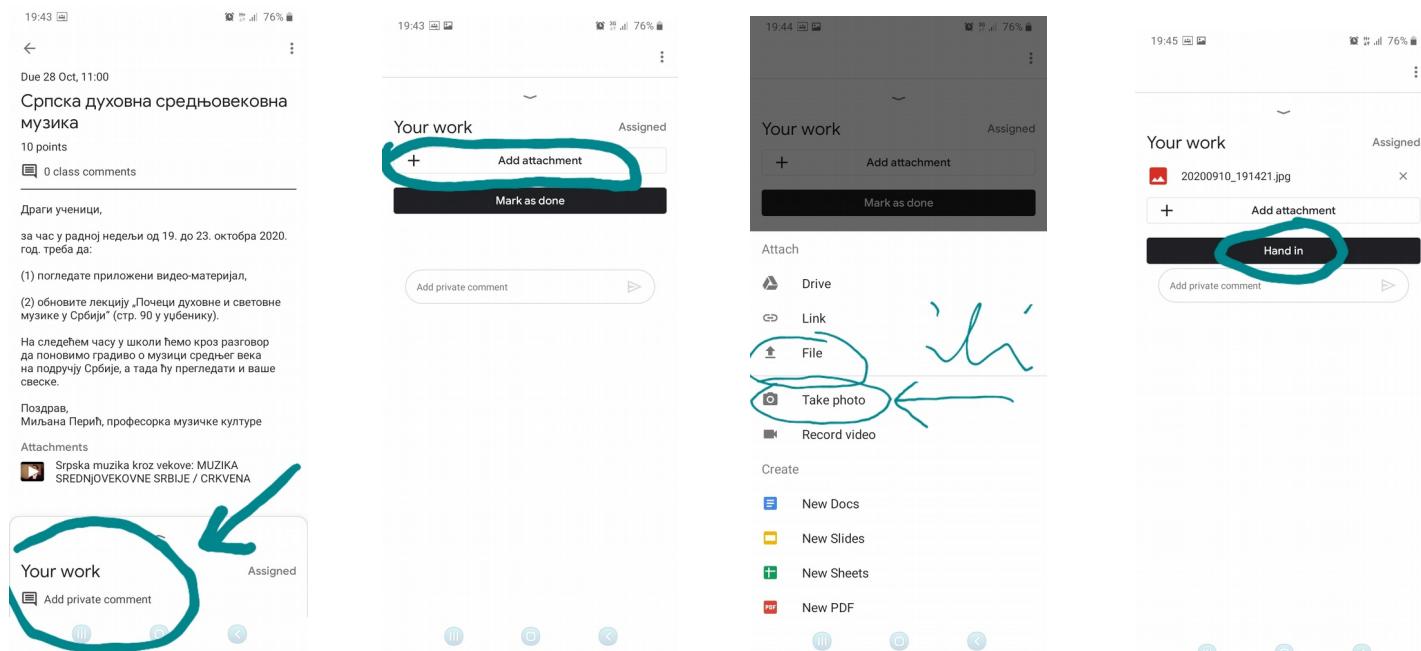 19:43
76%
Due 28 Oct, 11:00
Српска духовна средњовековна
музика
10 points
0 class comments
Драги ученици,
за час у радној недељи од 19. до 23. октобра 2020.
год. треба да:
(1) погледате приложени видео-материјал,
(2) обновите лекцију „Почеци духовне и световне
музике у Србији“ (стр. 90 у уџбенику).
На следећем часу у школи ћемо кроз разговор
да поновимо градиво о музици средњег века
на подручју Србије, а тада ћу прегледати и ваше
свеске.
Поздрав,
Миљана Перић, професорка музичке културе
Attachments
Srpska muzika kroz vekove: MUZIKA
SREDNjOVEKOVNE SRBIJE / CRKVENA
Your work
Assigned
Add private comment
19:43
76%
Your work
Assigned
+ Add attachment
Mark as done
Add private comment
19:44
76%
Your work
Assigned
+ Add attachment
Mark as done
Attach
Drive
Link
File
'ili'
Take photo
Record video
Create
New Docs
New Slides
New Sheets
PDF New PDF
19:45
76%
Your work
Assigned
20200910_191421.jpg
+ Add attachment
Hand in
Add private comment